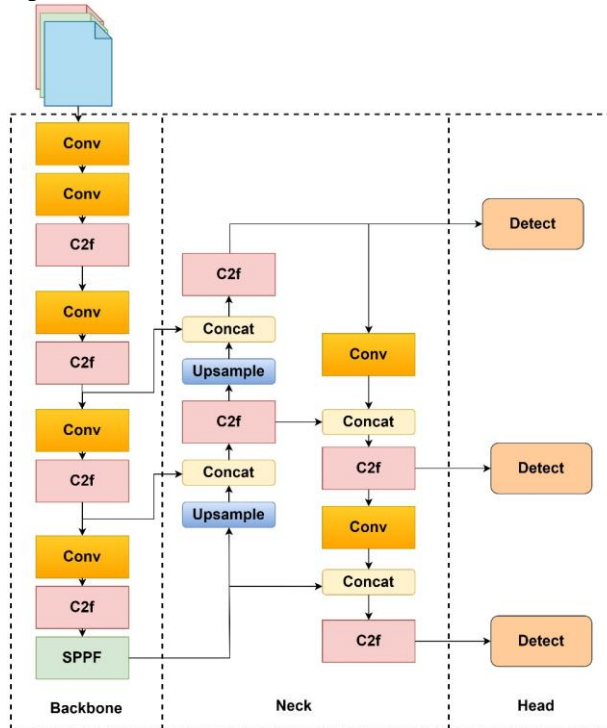 Conv
Conv
C2f
Conv
C2f
Conv
C2f
Conv
C2f
SPPF
Backbone
C2f
Concat
Upsample
C2f
Concat
Upsample
Conv
Concat
C2f
Conv
Concat
C2f
Neck
Detect
Detect
Detect
Head